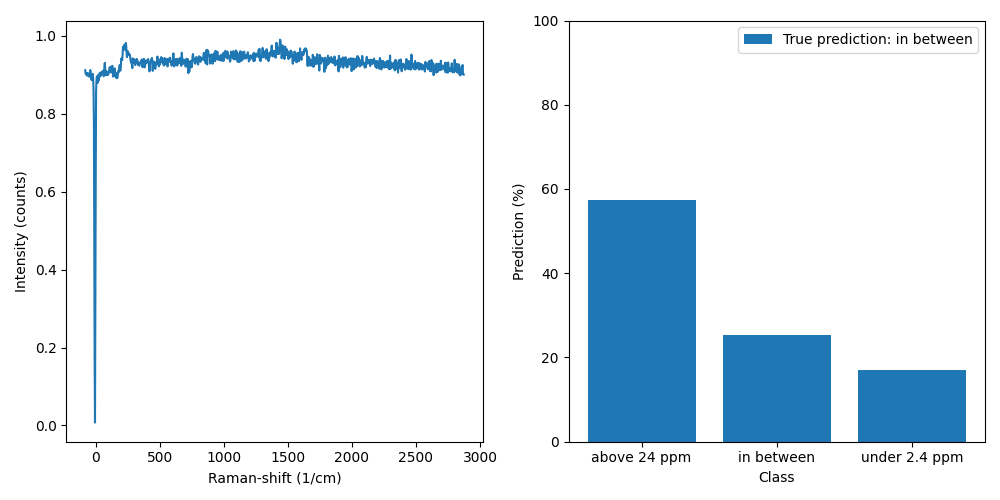 1.0
0.8
0.6
0.4
0.2
0.0
Intensity (counts)
0 500 1000 1500 2000 2500 3000
Raman-shift (1/cm)
True prediction: in between
100
80
60
40
20
0
Prediction (%)
above 24 ppm in between under 2.4 ppm
Class